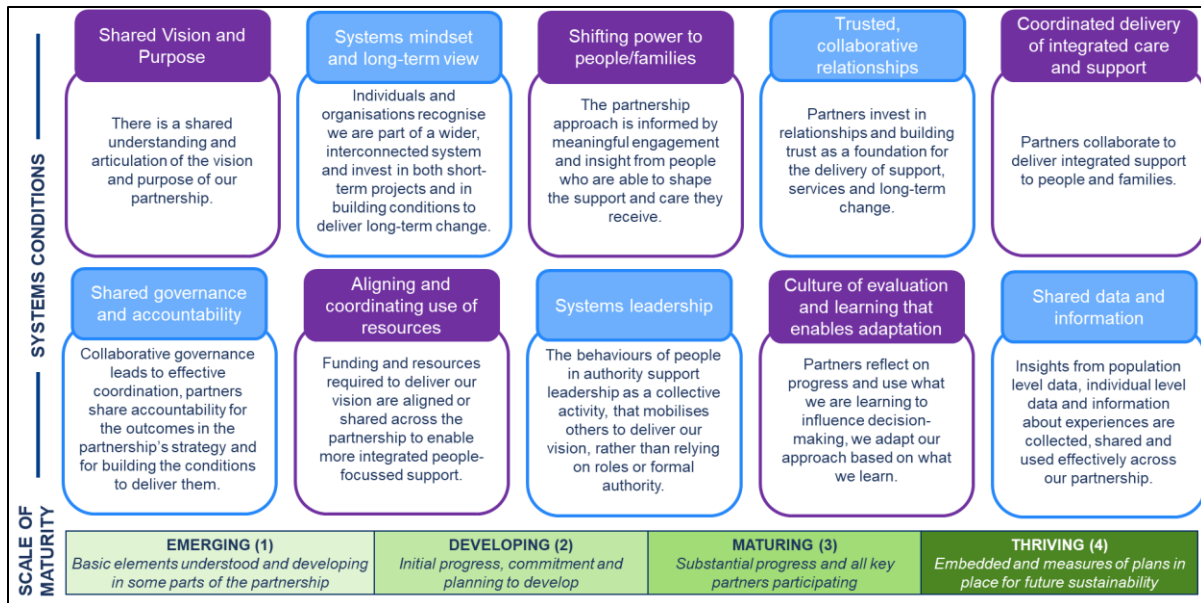 Shared Vision and
Purpose
There is a shared
understanding and
articulation of the vision
and purpose of our
partnership.
Systems mindset
and long-term view
Individuals and
organisations recognise
we are part of a wider,
interconnected system
and invest in both short-
term projects and in
building conditions to
deliver long-term change.
Shifting power to
people/families
The partnership
approach is informed by
meaningful engagement
and insight from people
who are able to shape
the support and care they
receive.
Trusted,
collaborative
relationships
Partners invest in
relationships and building
trust as a foundation for
the delivery of support,
services and long-term
change.
Coordinated delivery
of integrated care
and support
Partners collaborate to
deliver integrated support
to people and families.
SYSTEMS CONDITIONS
Shared governance
and accountability
Collaborative governance
leads to effective
coordination, partners
share accountability for
the outcomes in the
partnership's strategy and
for building the conditions
to deliver them.
Aligning and
coordinating use of
resources
Funding and resources
required to deliver our
vision are aligned or
shared across the
partnership to enable
more integrated people-
focussed support.
Systems leadership
The behaviours of people
in authority support
leadership as a collective
activity, that mobilises
others to deliver our
vision, rather than relying
on roles or formal
authority.
Culture of evaluation
and learning that
enables adaptation
Partners reflect on
progress and use what
we are learning to
influence decision-
making, we adapt our
approach based on what
we learn.
Shared data and
information
Insights from population
level data, individual level
data and information
about experiences are
collected, shared and
used effectively across
our partnership.
SCALE OF
MATURITY
EMERGING (1)
Basic elements understood and developing
in some parts of the partnership
DEVELOPING (2)
Initial progress, commitment and
planning to develop
MATURING (3)
Substantial progress and all key
partners participating
THRIVING (4)
Embedded and measures of plans in
place for future sustainability